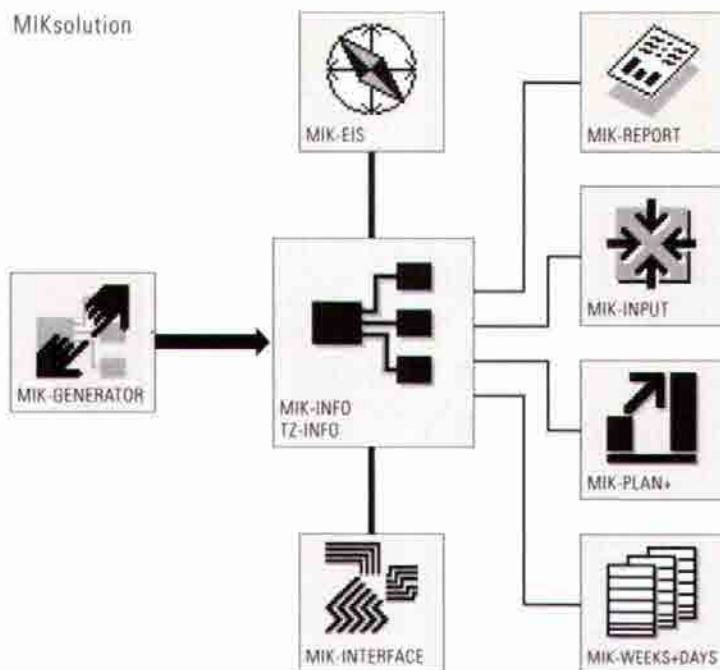 MIKsolution
MIK-EIS
MIK-REPORT
MIK-INPUT
MIK-GENERATOR
MIK-INFO
TZ-INFO
MIK-PLAN+
MIK-INTERFACE
MIK-WEEKS+DAYS